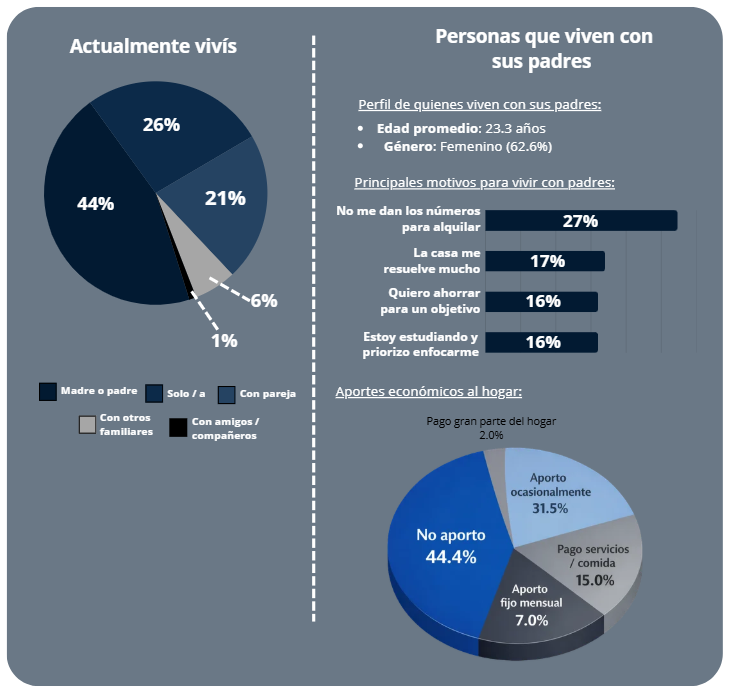 Actualmente vivís
26%
44%
21%
6%
1%
Madre o padre
Solo / a
Con pareja
Con otros
familiares
Con amigos /
compañeros
Personas que viven con
sus padres
Perfil de quienes viven con sus padres:
• Edad promedio: 23.3 años
• Género: Femenino (62.6%)
Principales motivos para vivir con padres:
No me dan los números
para alquilar
27%
La casa me
resuelve mucho
17%
Quiero ahorrar
para un objetivo
16%
Estoy estudiando y
priorizo enfocarme
16%
Aportes económicos al hogar:
Pago gran parte del hogar
2.0%
Aporto
ocasionalmente
31.5%
No aporto
44.4%
Pago servicios
/ comida
15.0%
Aporto
fijo mensual
7.0%